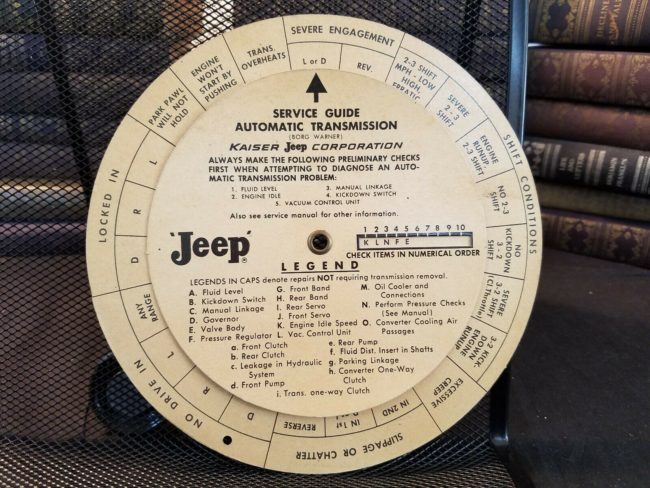 SEVERE ENGAGEMENT
L or D
REV.
2-3 SHIFT
MPH - LOW
HIGH
SEVERE
2 - 3
SHIFT
ENGINE
RUNUP
2-3 SHIFT
NO 2-3
SHIFT
SHIFT CONDITIONS
NO
KICKDOWN
3 - 2
SHIFT
SEVERE
3-2 SHIFT
(Cl Throttle)
3-2 KICK-
DOWN
ENGINE
RUNUP
EXCESSIVE
CREEP
SLIPPAGE OR CHATTER
IN 2ND
IN 1st
REVERSE
NO DRIVE IN
D
R
L
ANY
RANGE
LOCKED IN
D
R
L
PARK PAWL
WILL NOT
HOLD
ENGINE
WON'T
START BY
PUSHING
TRANS.
OVERHEATS
SERVICE GUIDE
AUTOMATIC TRANSMISSION
(BORG WARNER)
KAISER Jeep CORPORATION
ALWAYS MAKE THE FOLLOWING PRELIMINARY CHECKS
FIRST WHEN ATTEMPTING TO DIAGNOSE AN AUTO-
MATIC TRANSMISSION PROBLEM:
1. FLUID LEVEL 3. MANUAL LINKAGE
2. ENGINE IDLE 4. KICKDOWN SWITCH
5. VACUUM CONTROL UNIT
Also see service manual for other information.
'Jeep'®
1 2 3 4 5 6 7 8 9 10
K L N F E
CHECK ITEMS IN NUMERICAL ORDER
LEGEND
LEGENDS IN CAPS denote repairs NOT requiring transmission removal.
A. Fluid Level
B. Kickdown Switch
C. Manual Linkage
D. Governor
E. Valve Body
F. Pressure Regulator
G. Front Band
H. Rear Band
I. Rear Servo
J. Front Servo
K. Engine Idle Speed
L. Vac. Control Unit
M. Oil Cooler and
Connections
N. Perform Pressure Checks
(See Manual)
O. Converter Cooling Air
Passages
a. Front Clutch
b. Rear Clutch
c. Leakage in Hydraulic
System
d. Front Pump
e. Rear Pump
f. Fluid Dist. Insert in Shafts
g. Parking Linkage
h. Converter One-Way
Clutch
i. Trans. one-way Clutch
DECLINE
BENJAMIN
FRANKLIN